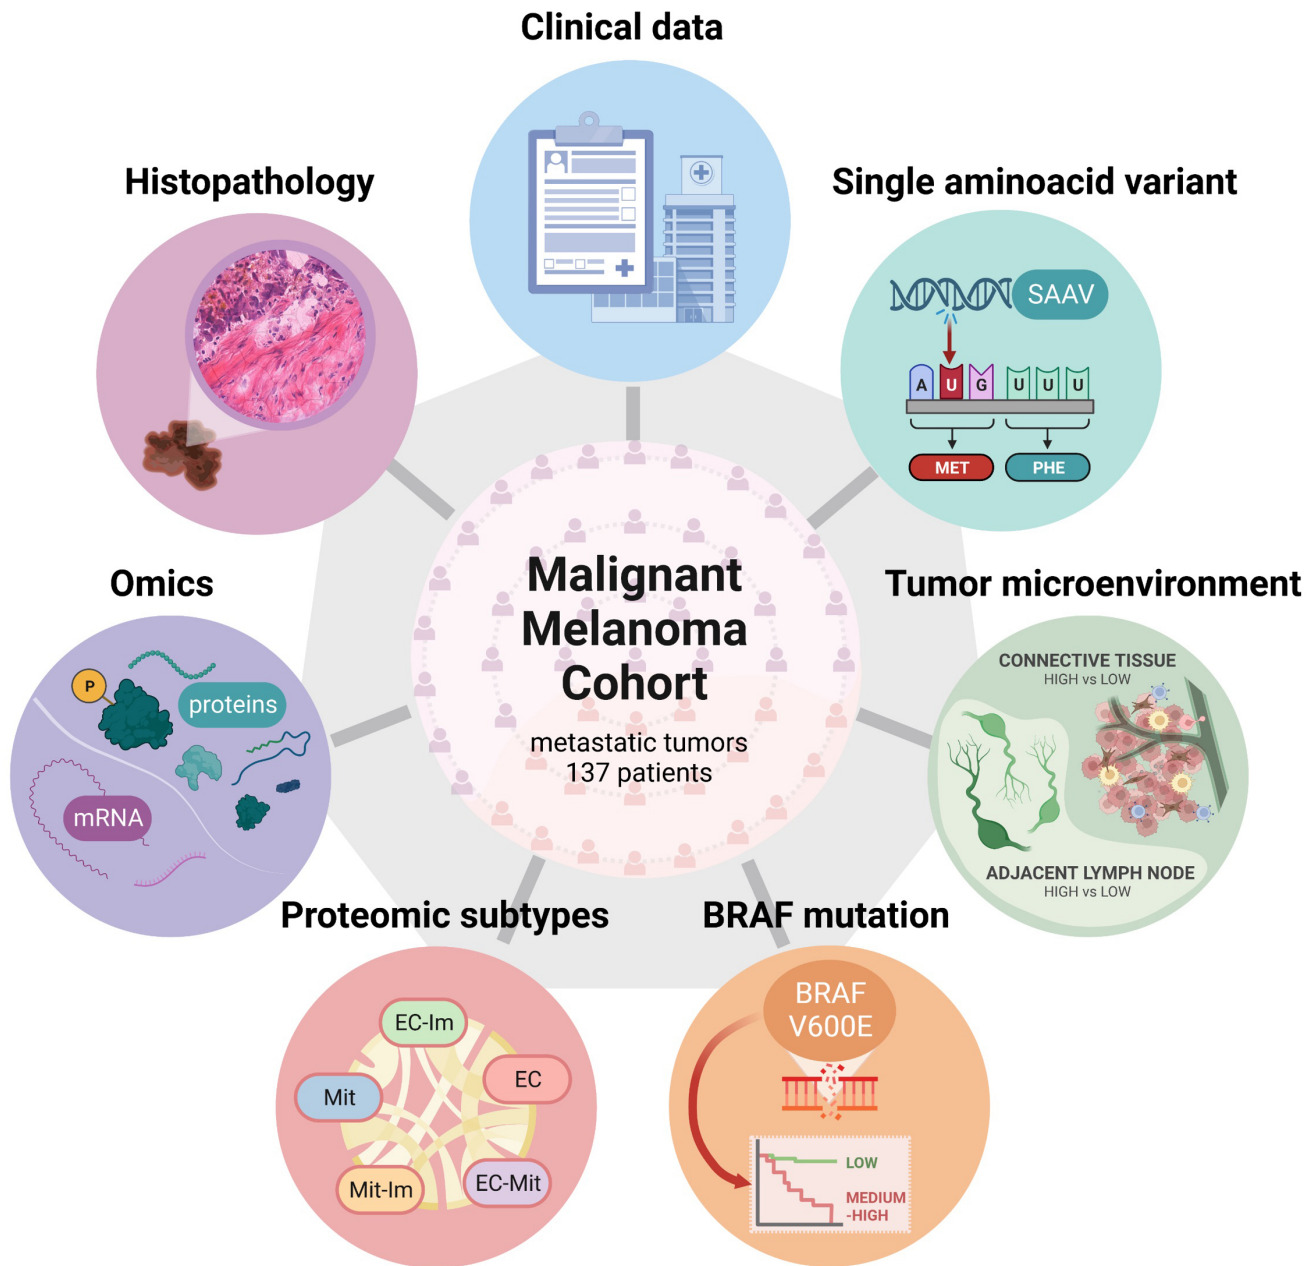 Clinical data
Histopathology
Single aminoacid variant
SAAV
A U G U U U
MET PHE
Omics
P
proteins
mRNA
Malignant
Melanoma
Cohort
metastatic tumors
137 patients
Tumor microenvironment
CONNECTIVE TISSUE
HIGH vs LOW
ADJACENT LYMPH NODE
HIGH vs LOW
Proteomic subtypes
EC-Im
Mit
EC
Mit-Im
EC-Mit
BRAF mutation
BRAF
V600E
LOW
MEDIUM
-HIGH